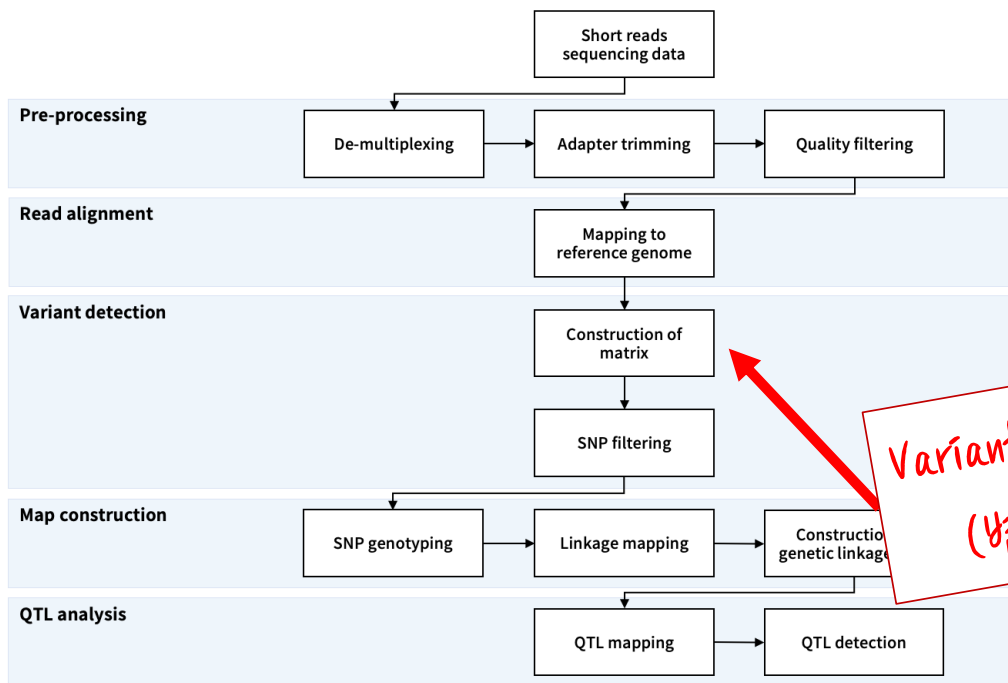 Short reads
sequencing data
Pre-processing
De-multiplexing
Adapter trimming
Quality filtering
Read alignment
Mapping to
reference genome
Variant detection
Construction of
matrix
SNP filtering
Map construction
SNP genotyping
Linkage mapping
genetic
QTL analysis
QTL mapping
QTL detection